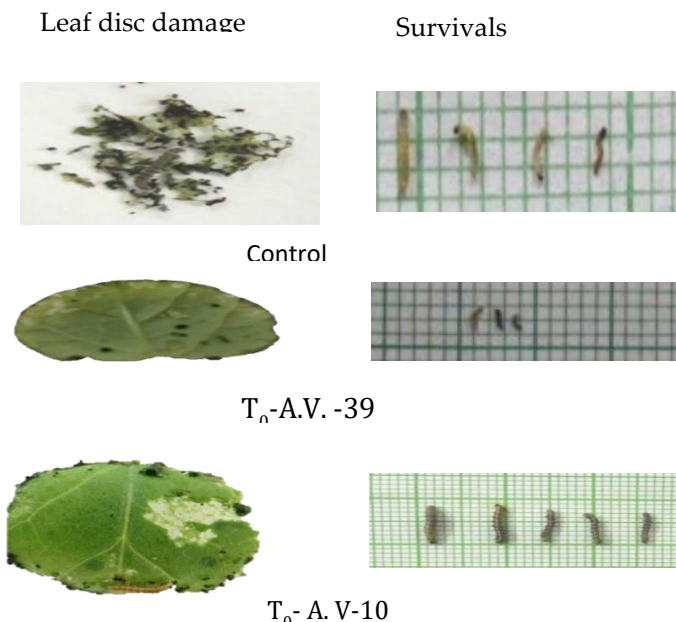 Leaf disc damage
Survivals
Control
T₀-A.V. -39
T₀- A. V-10